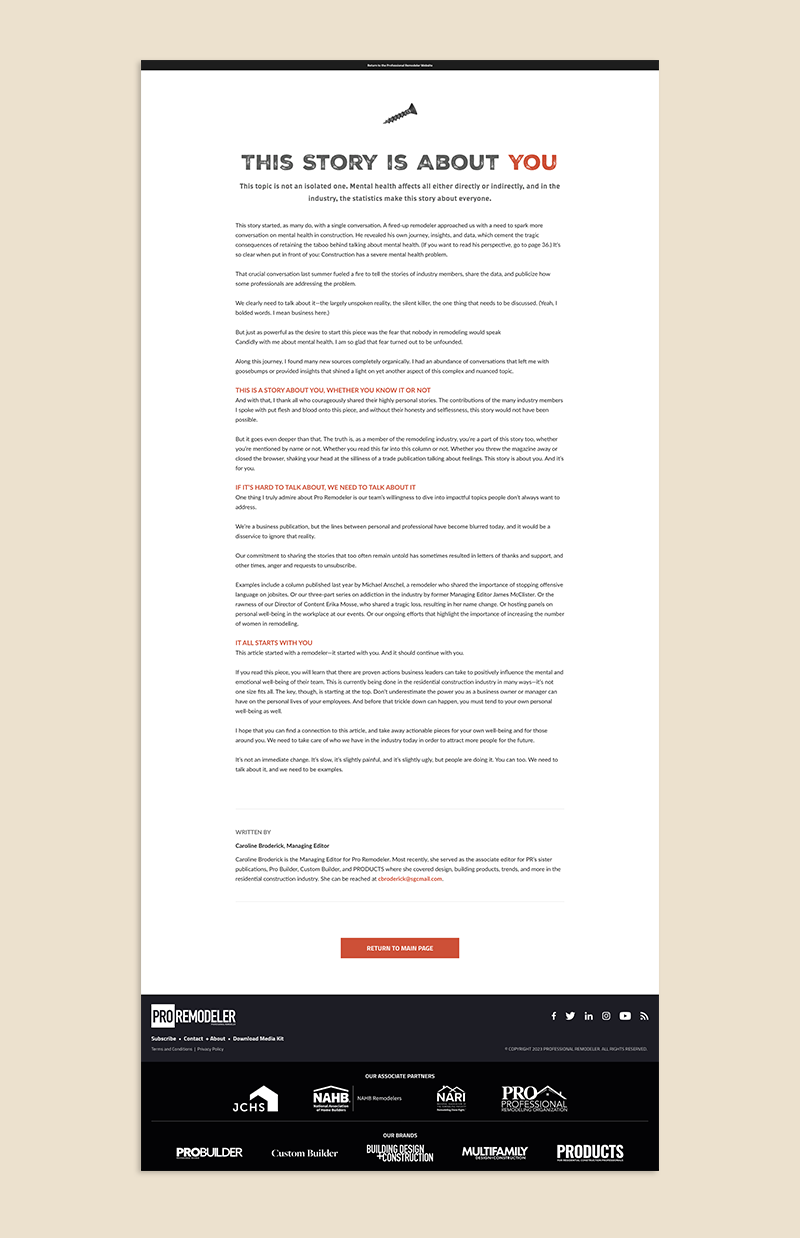 Return to the Professional Remodeler Website
THIS STORY IS ABOUT YOU
This topic is not an isolated one. Mental health affects all either directly or indirectly, and in the
industry, the statistics make this story about everyone.
This story started, as many do, with a single conversation. A fired-up remodeler approached us with a need to spark more
conversation on mental health in construction. He revealed his own journey, insights, and data, which cement the tragic
consequences of retaining the taboo behind talking about mental health. (If you want to read his perspective, go to page 36.) It's
so clear when put in front of you: Construction has a severe mental health problem.
That crucial conversation last summer fueled a fire to tell the stories of industry members, share the data, and publicize how
some professionals are addressing the problem.
We clearly need to talk about it—the largely unspoken reality, the silent killer, the one thing that needs to be discussed. (Yeah, I
bolded words. I mean business here.)
But just as powerful as the desire to start this piece was the fear that nobody in remodeling would speak
Candidly with me about mental health. I am so glad that fear turned out to be unfounded.
Along this journey, I found many new sources completely organically. I had an abundance of conversations that left me with
goosebumps or provided insights that shined a light on yet another aspect of this complex and nuanced topic.
THIS IS A STORY ABOUT YOU, WHETHER YOU KNOW IT OR NOT
And with that, I thank all who courageously shared their highly personal stories. The contributions of the many industry members
I spoke with put flesh and blood onto this piece, and without their honesty and selflessness, this story would not have been
possible.
But it goes even deeper than that. The truth is, as a member of the remodeling industry, you're a part of this story too, whether
you're mentioned by name or not. Whether you read this far into this column or not. Whether you threw the magazine away or
closed the browser, shaking your head at the silliness of a trade publication talking about feelings. This story is about you. And it's
for you.
IF IT'S HARD TO TALK ABOUT, WE NEED TO TALK ABOUT IT
One thing I truly admire about Pro Remodeler is our team's willingness to dive into impactful topics people don't always want to
address.
We're a business publication, but the lines between personal and professional have become blurred today, and it would be a
disservice to ignore that reality.
Our commitment to sharing the stories that too often remain untold has sometimes resulted in letters of thanks and support, and
other times, anger and requests to unsubscribe.
Examples include a column published last year by Michael Anschel, a remodeler who shared the importance of stopping offensive
language on jobsites. Or our three-part series on addiction in the industry by former Managing Editor James McClister. Or the
rawness of our Director of Content Erika Mosse, who shared a tragic loss, resulting in her name change. Or hosting panels on
personal well-being in the workplace at our events. Or our ongoing efforts that highlight the importance of increasing the number
of women in remodeling.
IT ALL STARTS WITH YOU
This article started with a remodeler—it started with you. And it should continue with you.
If you read this piece, you will learn that there are proven actions business leaders can take to positively influence the mental and
emotional well-being of their team. This is currently being done in the residential construction industry in many ways—it's not
one size fits all. The key, though, is starting at the top. Don't underestimate the power you as a business owner or manager can
have on the personal lives of your employees. And before that trickle down can happen, you must tend to your own personal
well-being as well.
I hope that you can find a connection to this article, and take away actionable pieces for your own well-being and for those
around you. We need to take care of who we have in the industry today in order to attract more people for the future.
It's not an immediate change. It's slow, it's slightly painful, and it's slightly ugly, but people are doing it. You can too. We need to
talk about it, and we need to be examples.
WRITTEN BY
Caroline Broderick, Managing Editor
Caroline Broderick is the Managing Editor for Pro Remodeler. Most recently, she served as the associate editor for PR's sister
publications, Pro Builder, Custom Builder, and PRODUCTS where she covered design, building products, trends, and more in the
residential construction industry. She can be reached at cbroderick@sgcmail.com.
RETURN TO MAIN PAGE
PRO REMODELER
Subscribe • Contact • About • Download Media Kit
Terms and Conditions | Privacy Policy
© COPYRIGHT 2023 PROFESSIONAL REMODELER. ALL RIGHTS RESERVED.
OUR ASSOCIATE PARTNERS
JCHS
NAHB
National Association
of Home Builders
NAHB Remodelers
NARI
PRO
PROFESSIONAL
REMODELING ORGANIZATION
OUR BRANDS
PROBUILDER
Custom Builder
BUILDING DESIGN
+CONSTRUCTION
MULTIFAMILY
DESIGN+CONSTRUCTION
PRODUCTS
FOR RESIDENTIAL CONSTRUCTION PROFESSIONALS